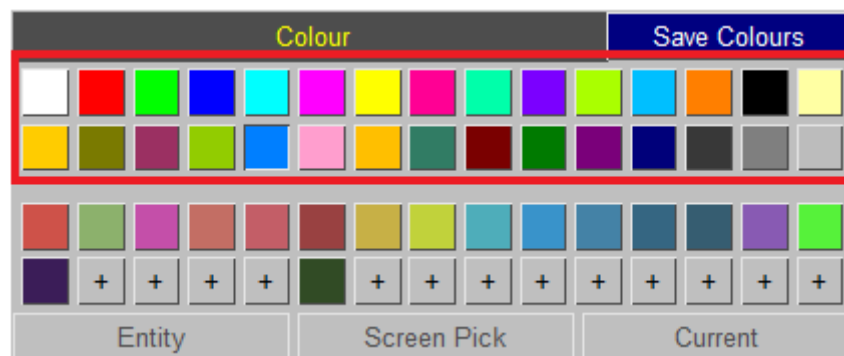 Colour Save Colours
+ + + + + + + + + + + + +
Entity Screen Pick Current